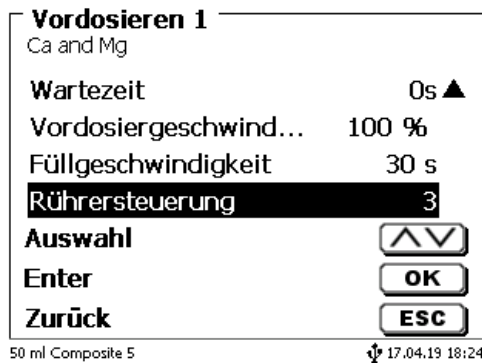 Vordosieren 1
Ca and Mg
Wartezeit 0s
Vordosiergeschwind... 100 %
Füllgeschwindigkeit 30 s
Rührersteuerung 3
Auswahl
Enter OK
Zurück ESC
50 ml Composite 5 17.04.19 18:24